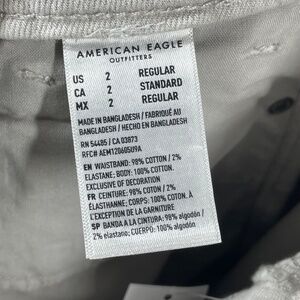 AMERICAN EAGLE
OUTFITTERS
US 2 REGULAR
CA 2 STANDARD
MX 2 REGULAR
MADE IN BANGLADESH / FABRIQUÉ AU
BANGLADESH / HECHO EN BANGLADESH
RN 54485 / CA 03873
RFC# AEM1206050J9A
EN WAISTBAND: 98% COTTON / 2%
ELASTANE; BODY: 100% COTTON.
EXCLUSIVE OF DECORATION
FR CEINTURE: 98% COTON / 2%
ÉLASTHANNE; CORPS: 100% COTON. À
L'EXCEPTION DE LA GARNITURE
SP BANDA A LA CINTURA: 98% algodón /
2% elastano; CUERPO: 100% algodón